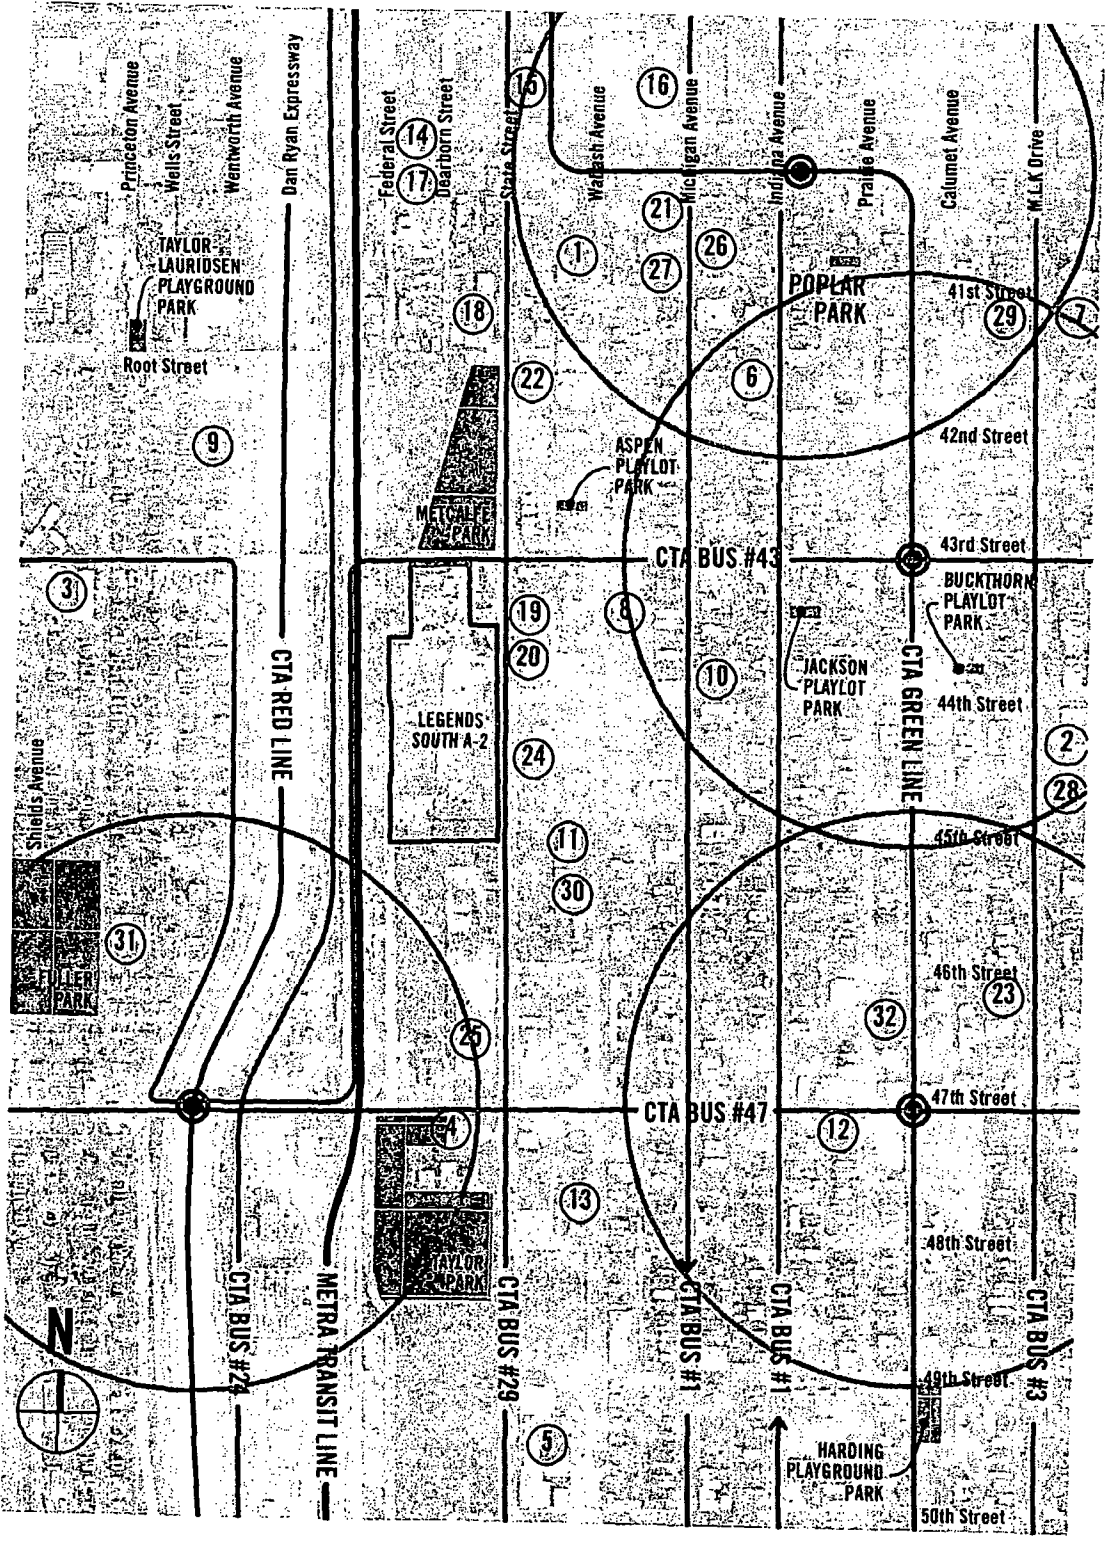 Princeton Avenue
Wells Street
Wentworth Avenue
Dan Ryan Expressway
Federal Street
Dearborn Street
State Street
Wabash Avenue
Michigan Avenue
Indiana Avenue
Prairie Avenue
Calumet Avenue
M.L.K Drive
15
16
14
17
21
1
26
27
TAYLOR-
LAURIDSEN
PLAYGROUND
PARK
Root Street
18
POPLAR
PARK
41st Street
29
7
22
6
9
42nd Street
ASPEN
PLAYLOT
PARK
METCALFE
PARK
CTA BUS #43
43rd Street
3
19
8
BUCKTHORN
PLAYLOT
PARK
20
10
JACKSON
PLAYLOT
PARK
44th Street
CTA RED LINE
CTA GREEN LINE
LEGENDS
SOUTH A-2
24
2
28
Shields Avenue
11
45th Street
30
31
FULLER
PARK
46th Street
23
32
25
CTA BUS #47
47th Street
4
12
13
TAYLOR
PARK
48th Street
CTA BUS #24
METRA TRANSIT LINE
CTA BUS #29
CTA BUS #1
CTA BUS #1
CTA BUS #3
N
49th Street
5
HARDING
PLAYGROUND
PARK
50th Street